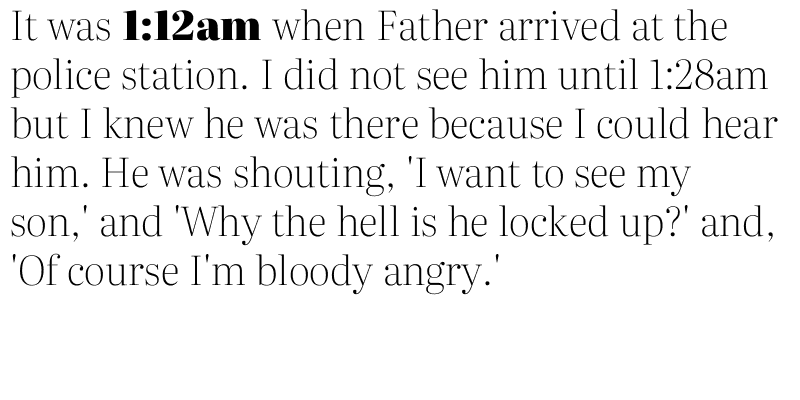 It was 1:12am when Father arrived at the
police station. I did not see him until 1:28am
but I knew he was there because I could hear
him. He was shouting, 'I want to see my
son,' and 'Why the hell is he locked up?' and,
'Of course I'm bloody angry.'